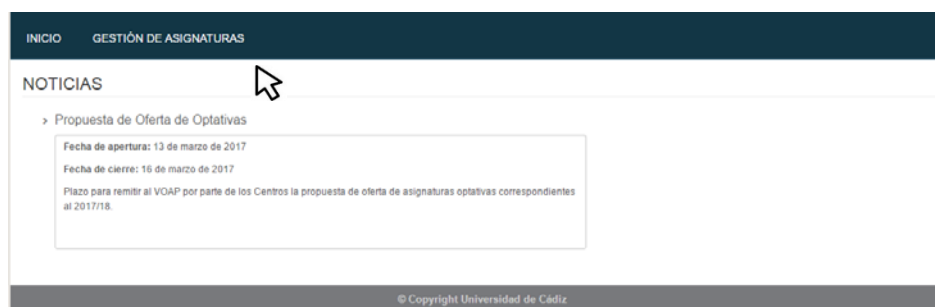 INICIO GESTIÓN DE ASIGNATURAS
NOTICIAS
> Propuesta de Oferta de Optativas
Fecha de apertura: 13 de marzo de 2017
Fecha de cierre: 16 de marzo de 2017
Plazo para remitir al VOAP por parte de los Centros la propuesta de oferta de asignaturas optativas correspondientes
al 2017/18.
© Copyright Universidad de Cádiz